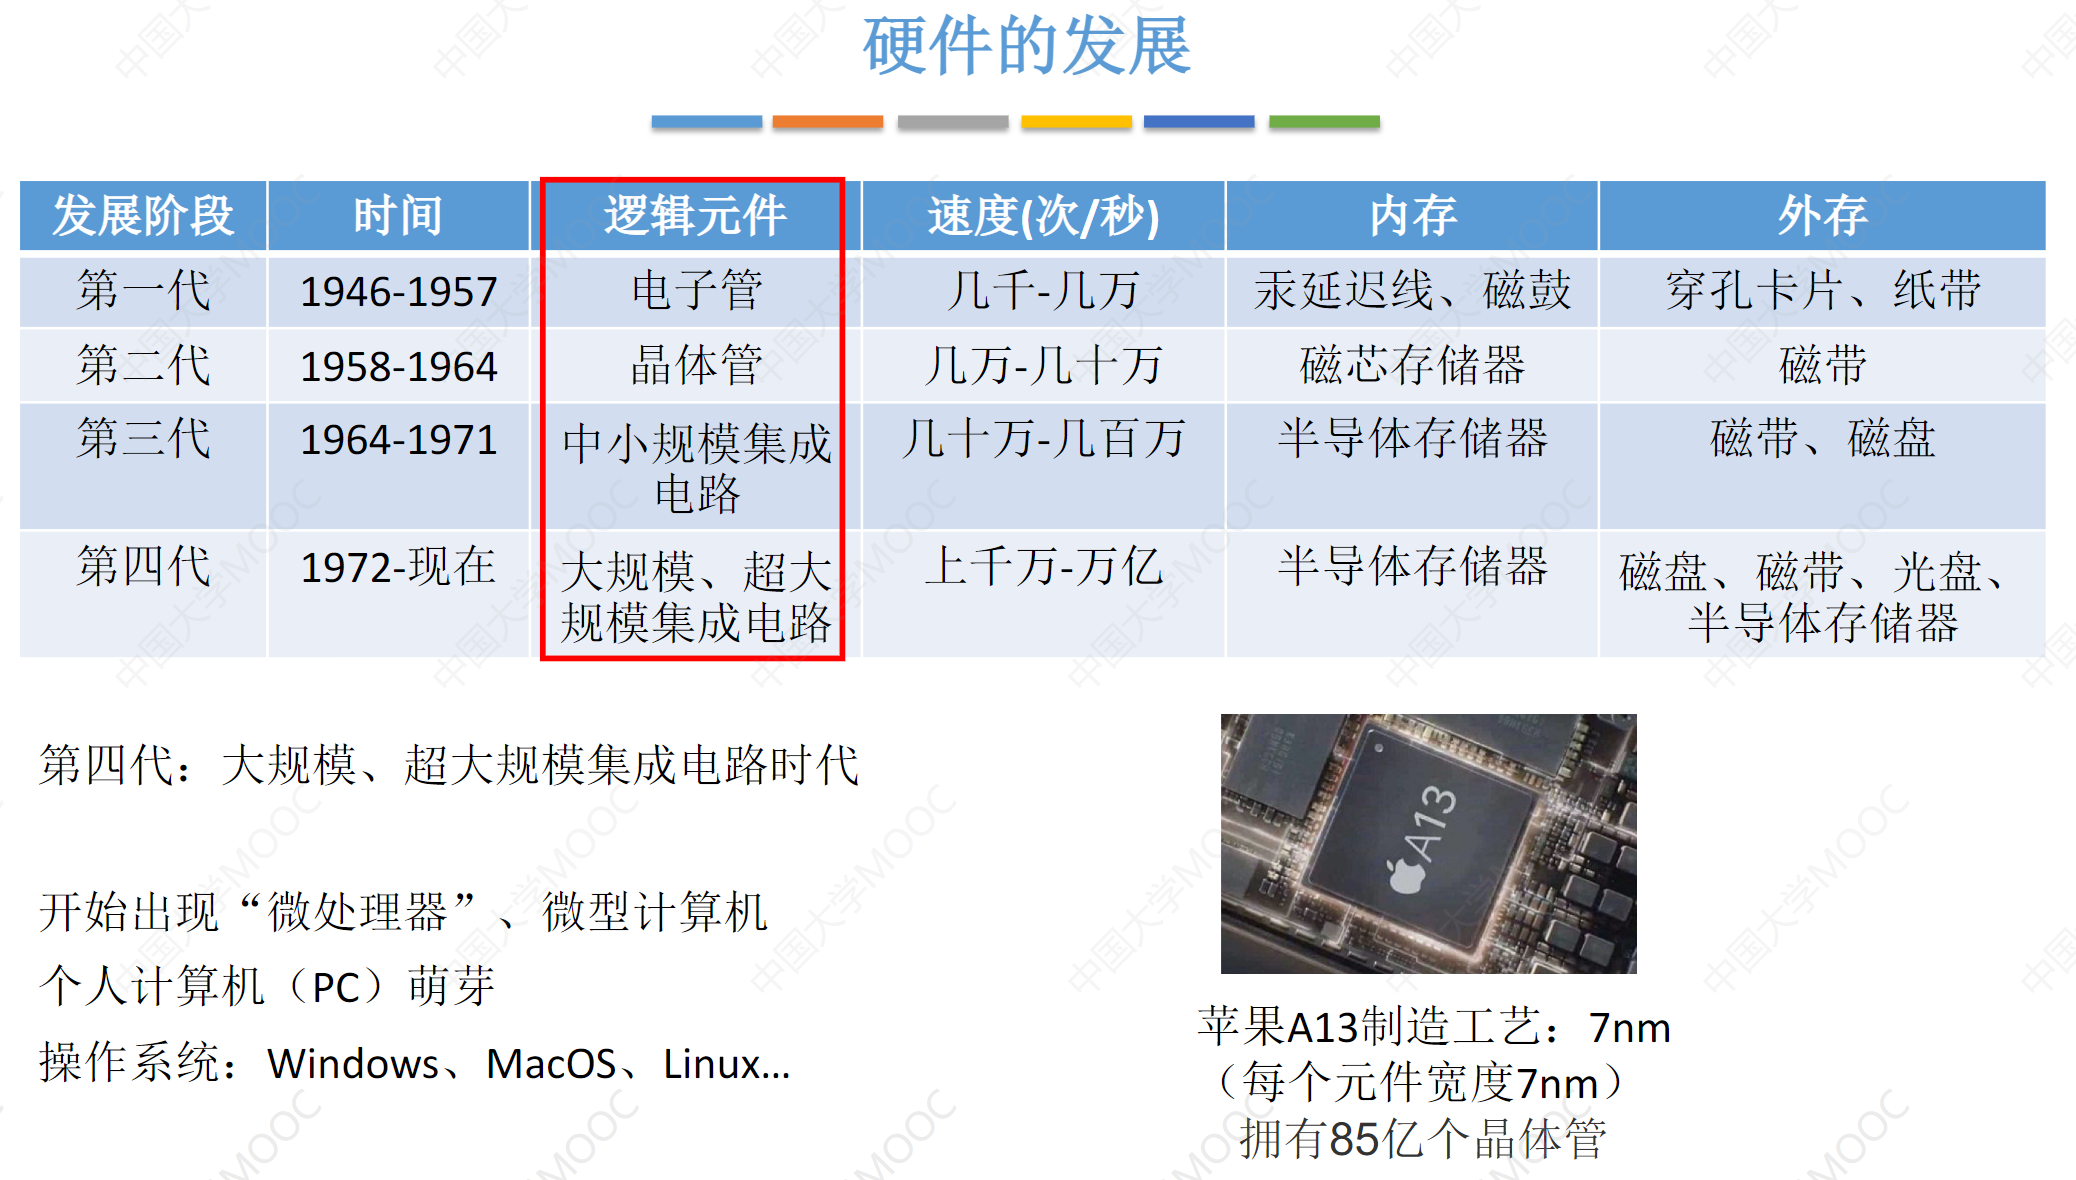 硬件的发展
发展阶段 时间 逻辑元件 速度(次/秒) 内存 外存
第一代 1946-1957 电子管 几千-几万 汞延迟线、磁鼓 穿孔卡片、纸带
第二代 1958-1964 晶体管 几万-几十万 磁芯存储器 磁带
第三代 1964-1971 中小规模集成 几十万-几百万 半导体存储器 磁带、磁盘
电路
第四代 1972-现在 大规模、超大 上千万-万亿 半导体存储器 磁盘、磁带、光盘、
规模集成电路 半导体存储器
第四代：大规模、超大规模集成电路时代
开始出现“微处理器”、微型计算机
个人计算机（PC）萌芽
操作系统：Windows、MacOS、Linux...
A13
苹果A13制造工艺：7nm
（每个元件宽度7nm）
拥有85亿个晶体管
中国大学MOOC